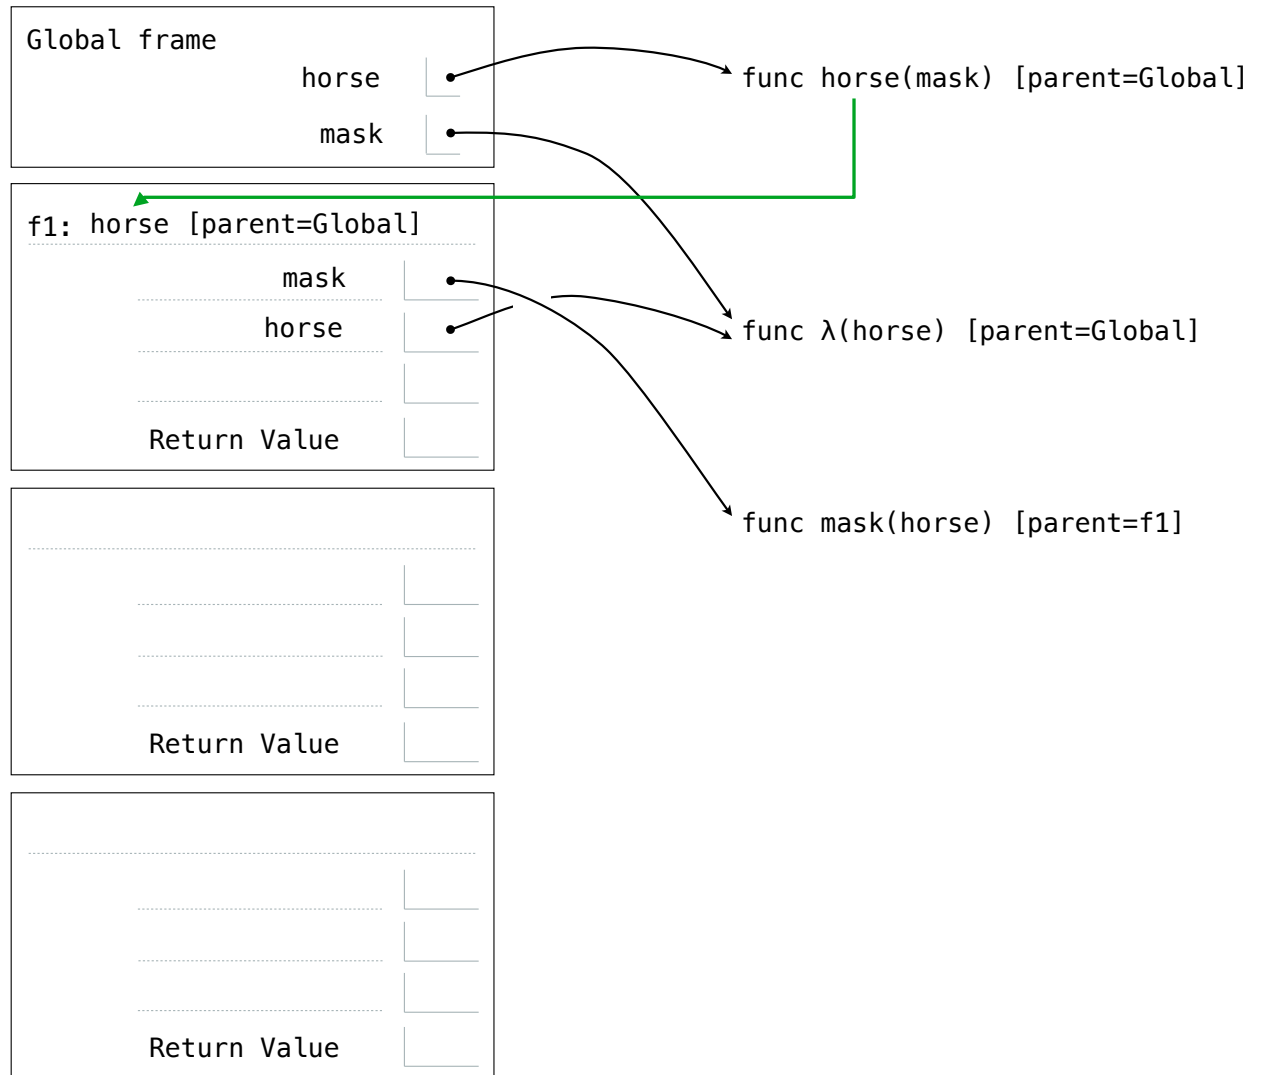 Global frame
horse
func horse(mask) [parent=Global]
mask
f1: horse [parent=Global]
mask
horse
func λ(horse) [parent=Global]
Return Value
func mask(horse) [parent=f1]
Return Value
Return Value